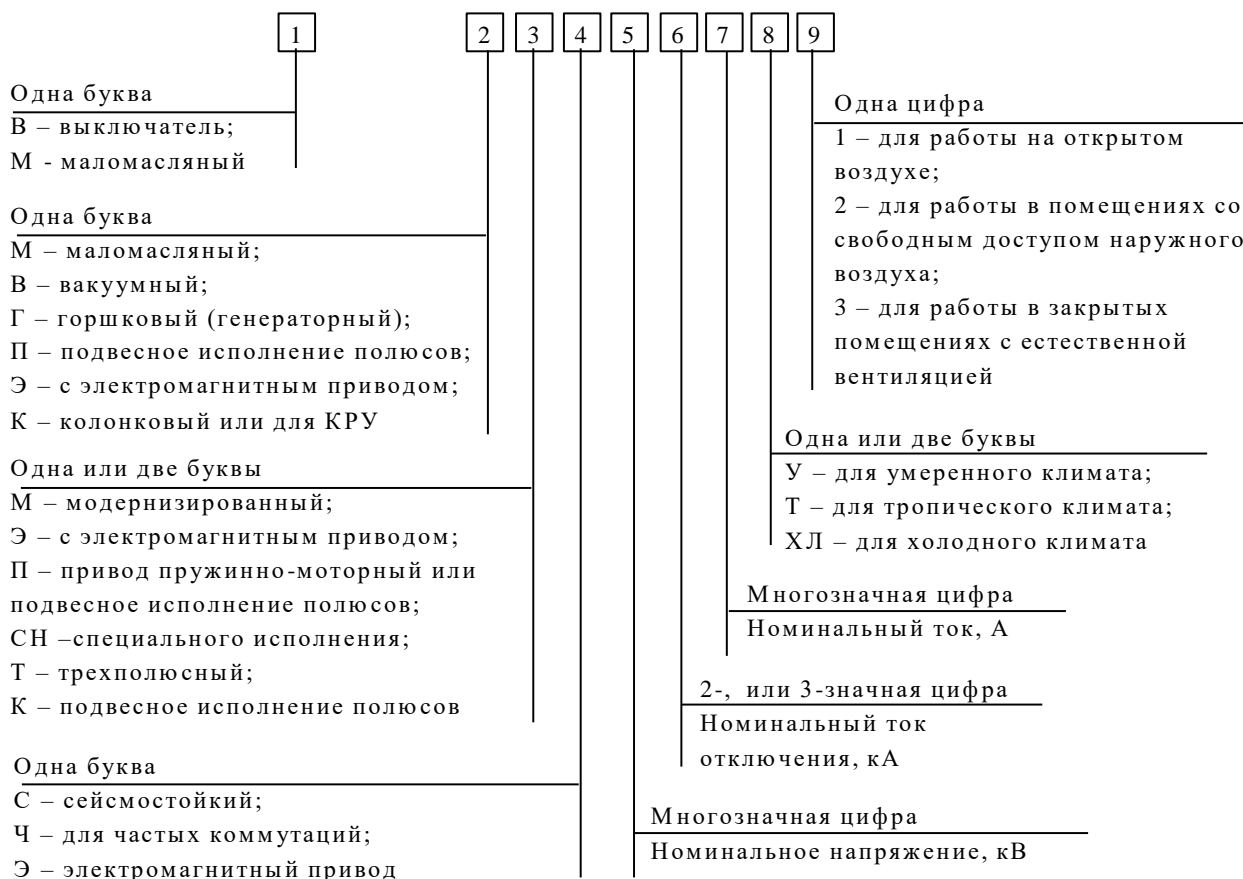 1 2 3 4 5 6 7 8 9
Одна буква
В – выключатель;
М - маломасляный
Одна буква
М – маломасляный;
В – вакуумный;
Г – горшковый (генераторный);
П – подвесное исполнение полюсов;
Э – с электромагнитным приводом;
К – колонковый или для КРУ
Одна или две буквы
М – модернизированный;
Э – с электромагнитным приводом;
П – привод пружинно-моторный или
подвесное исполнение полюсов;
СН –специального исполнения;
Т – трехполюсный;
К – подвесное исполнение полюсов
Одна буква
С – сейсмостойкий;
Ч – для частых коммутаций;
Э – электромагнитный привод
Одна цифра
1 – для работы на открытом
воздухе;
2 – для работы в помещениях со
свободным доступом наружного
воздуха;
3 – для работы в закрытых
помещениях с естественной
вентиляцией
Одна или две буквы
У – для умеренного климата;
Т – для тропического климата;
ХЛ – для холодного климата
Многозначная цифра
Номинальный ток, А
2-, или 3-значная цифра
Номинальный ток
отключения, кА
Многозначная цифра
Номинальное напряжение, кВ